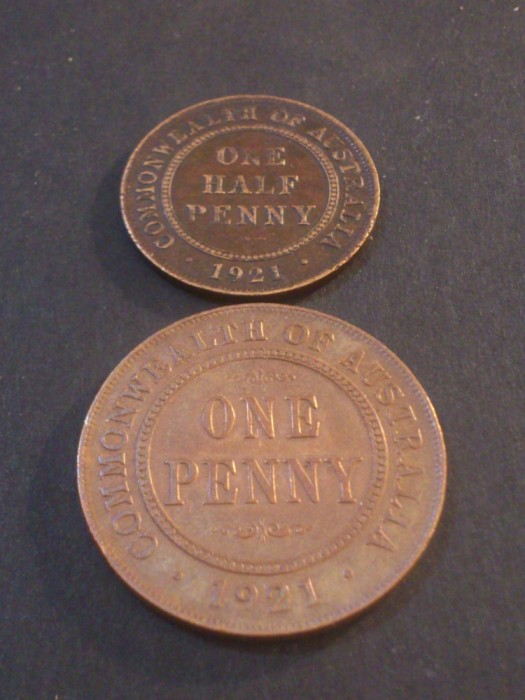 COMMONWEALTH OF AUSTRALIA
ONE
HALF
PENNY
1921
COMMONWEALTH OF AUSTRALIA
ONE
PENNY
1921